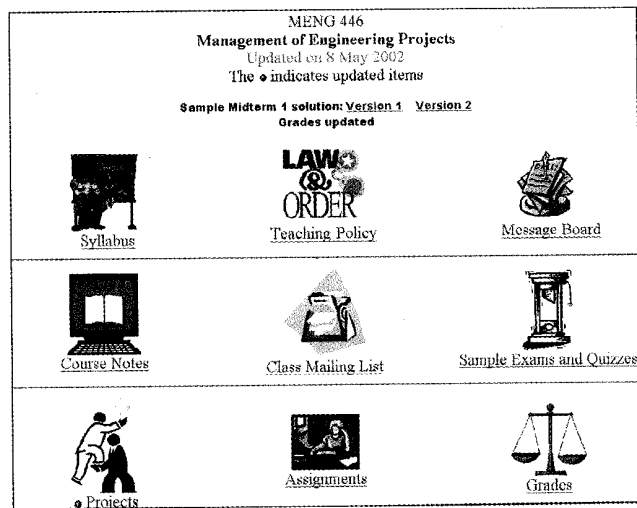 MENG 446
Management of Engineering Projects
Updated on 8 May 2002
The ● indicates updated items
Sample Midterm 1 solution: Version 1 Version 2
Grades updated
LAW
&
ORDER
Syllabus
Teaching Policy
Message Board
Course Notes
Class Mailing List
Sample Exams and Quizzes
● Projects
Assignments
Grades